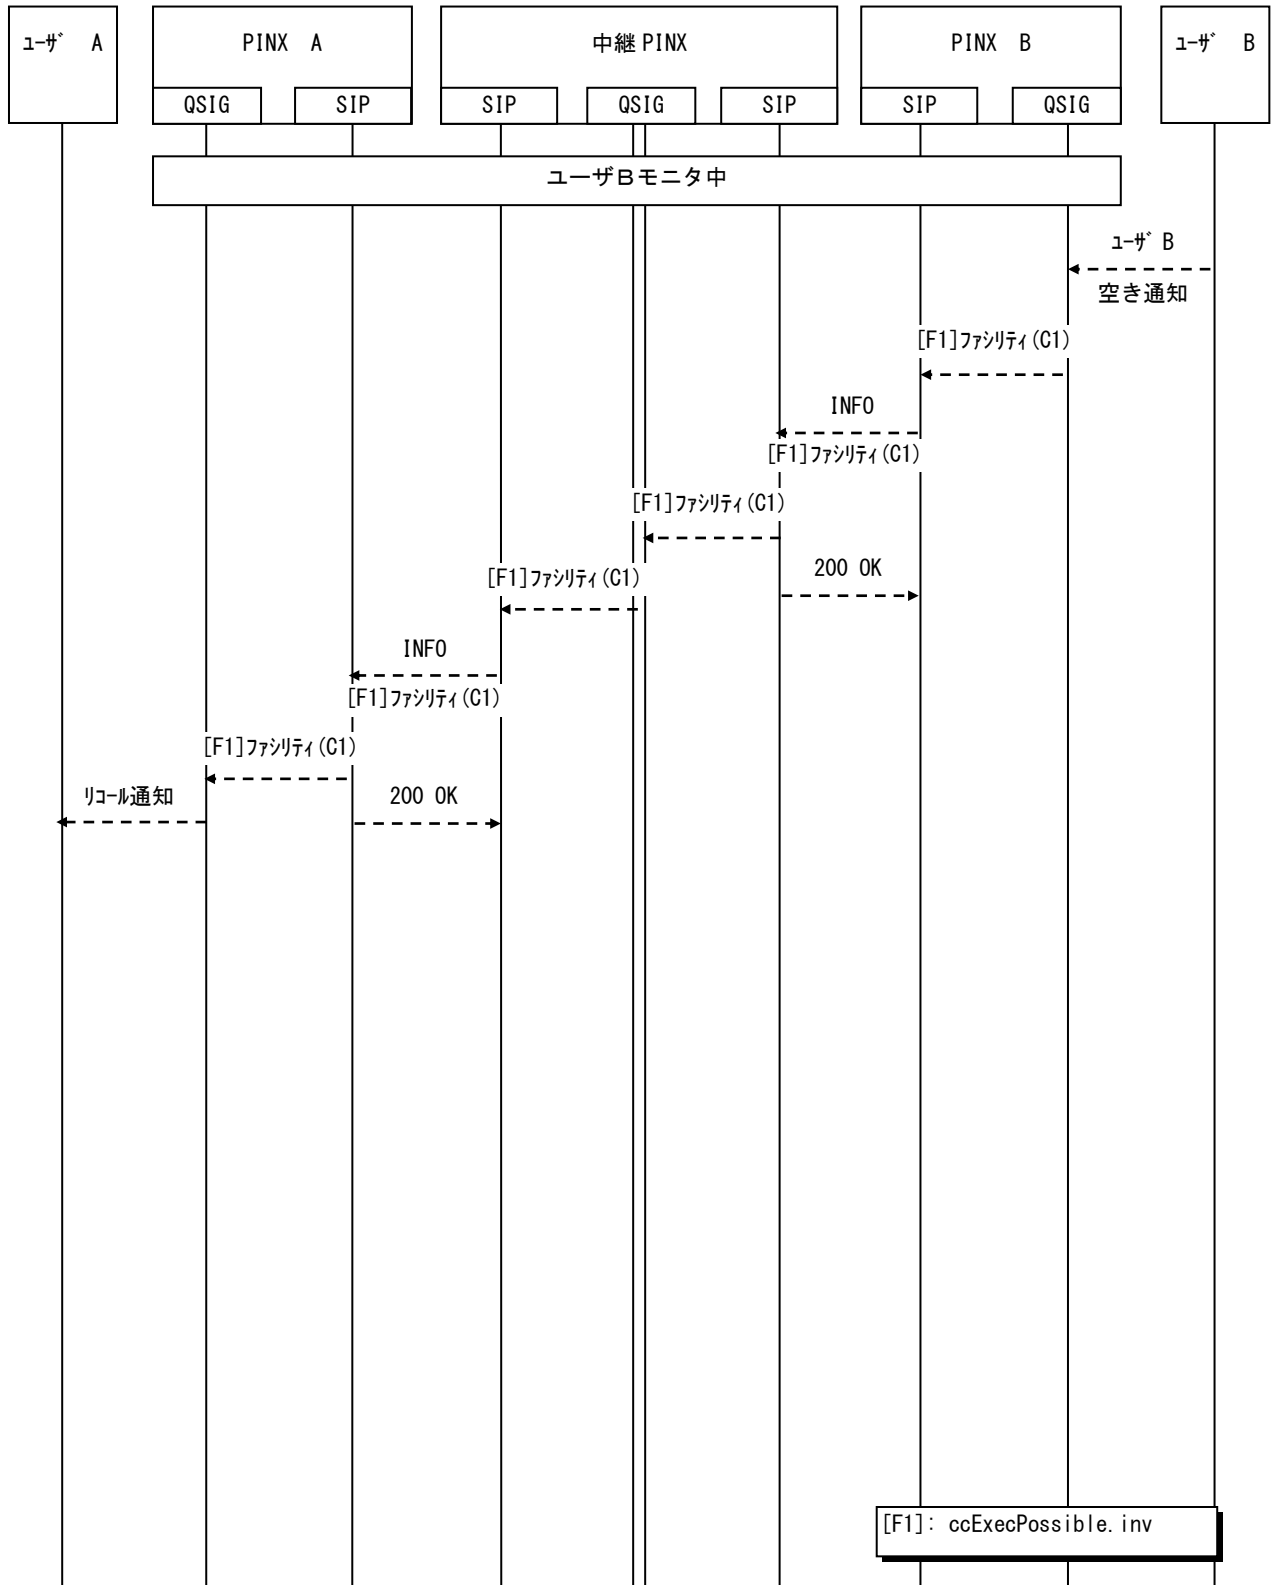 ﾕｰｻﾞ A
PINX A
中継PINX
PINX B
ﾕｰｻﾞ B
QSIG
SIP
SIP
QSIG
SIP
SIP
QSIG
ユーザＢモニタ中
ﾕｰｻﾞB
空き通知
[F1]ﾌｧｼﾘﾃｨ(C1)
INFO
[F1]ﾌｧｼﾘﾃｨ(C1)
[F1]ﾌｧｼﾘﾃｨ(C1)
200 OK
[F1]ﾌｧｼﾘﾃｨ(C1)
INFO
[F1]ﾌｧｼﾘﾃｨ(C1)
[F1]ﾌｧｼﾘﾃｨ(C1)
ﾘｺｰﾙ通知
200 OK
[F1]: ccExecPossible.inv